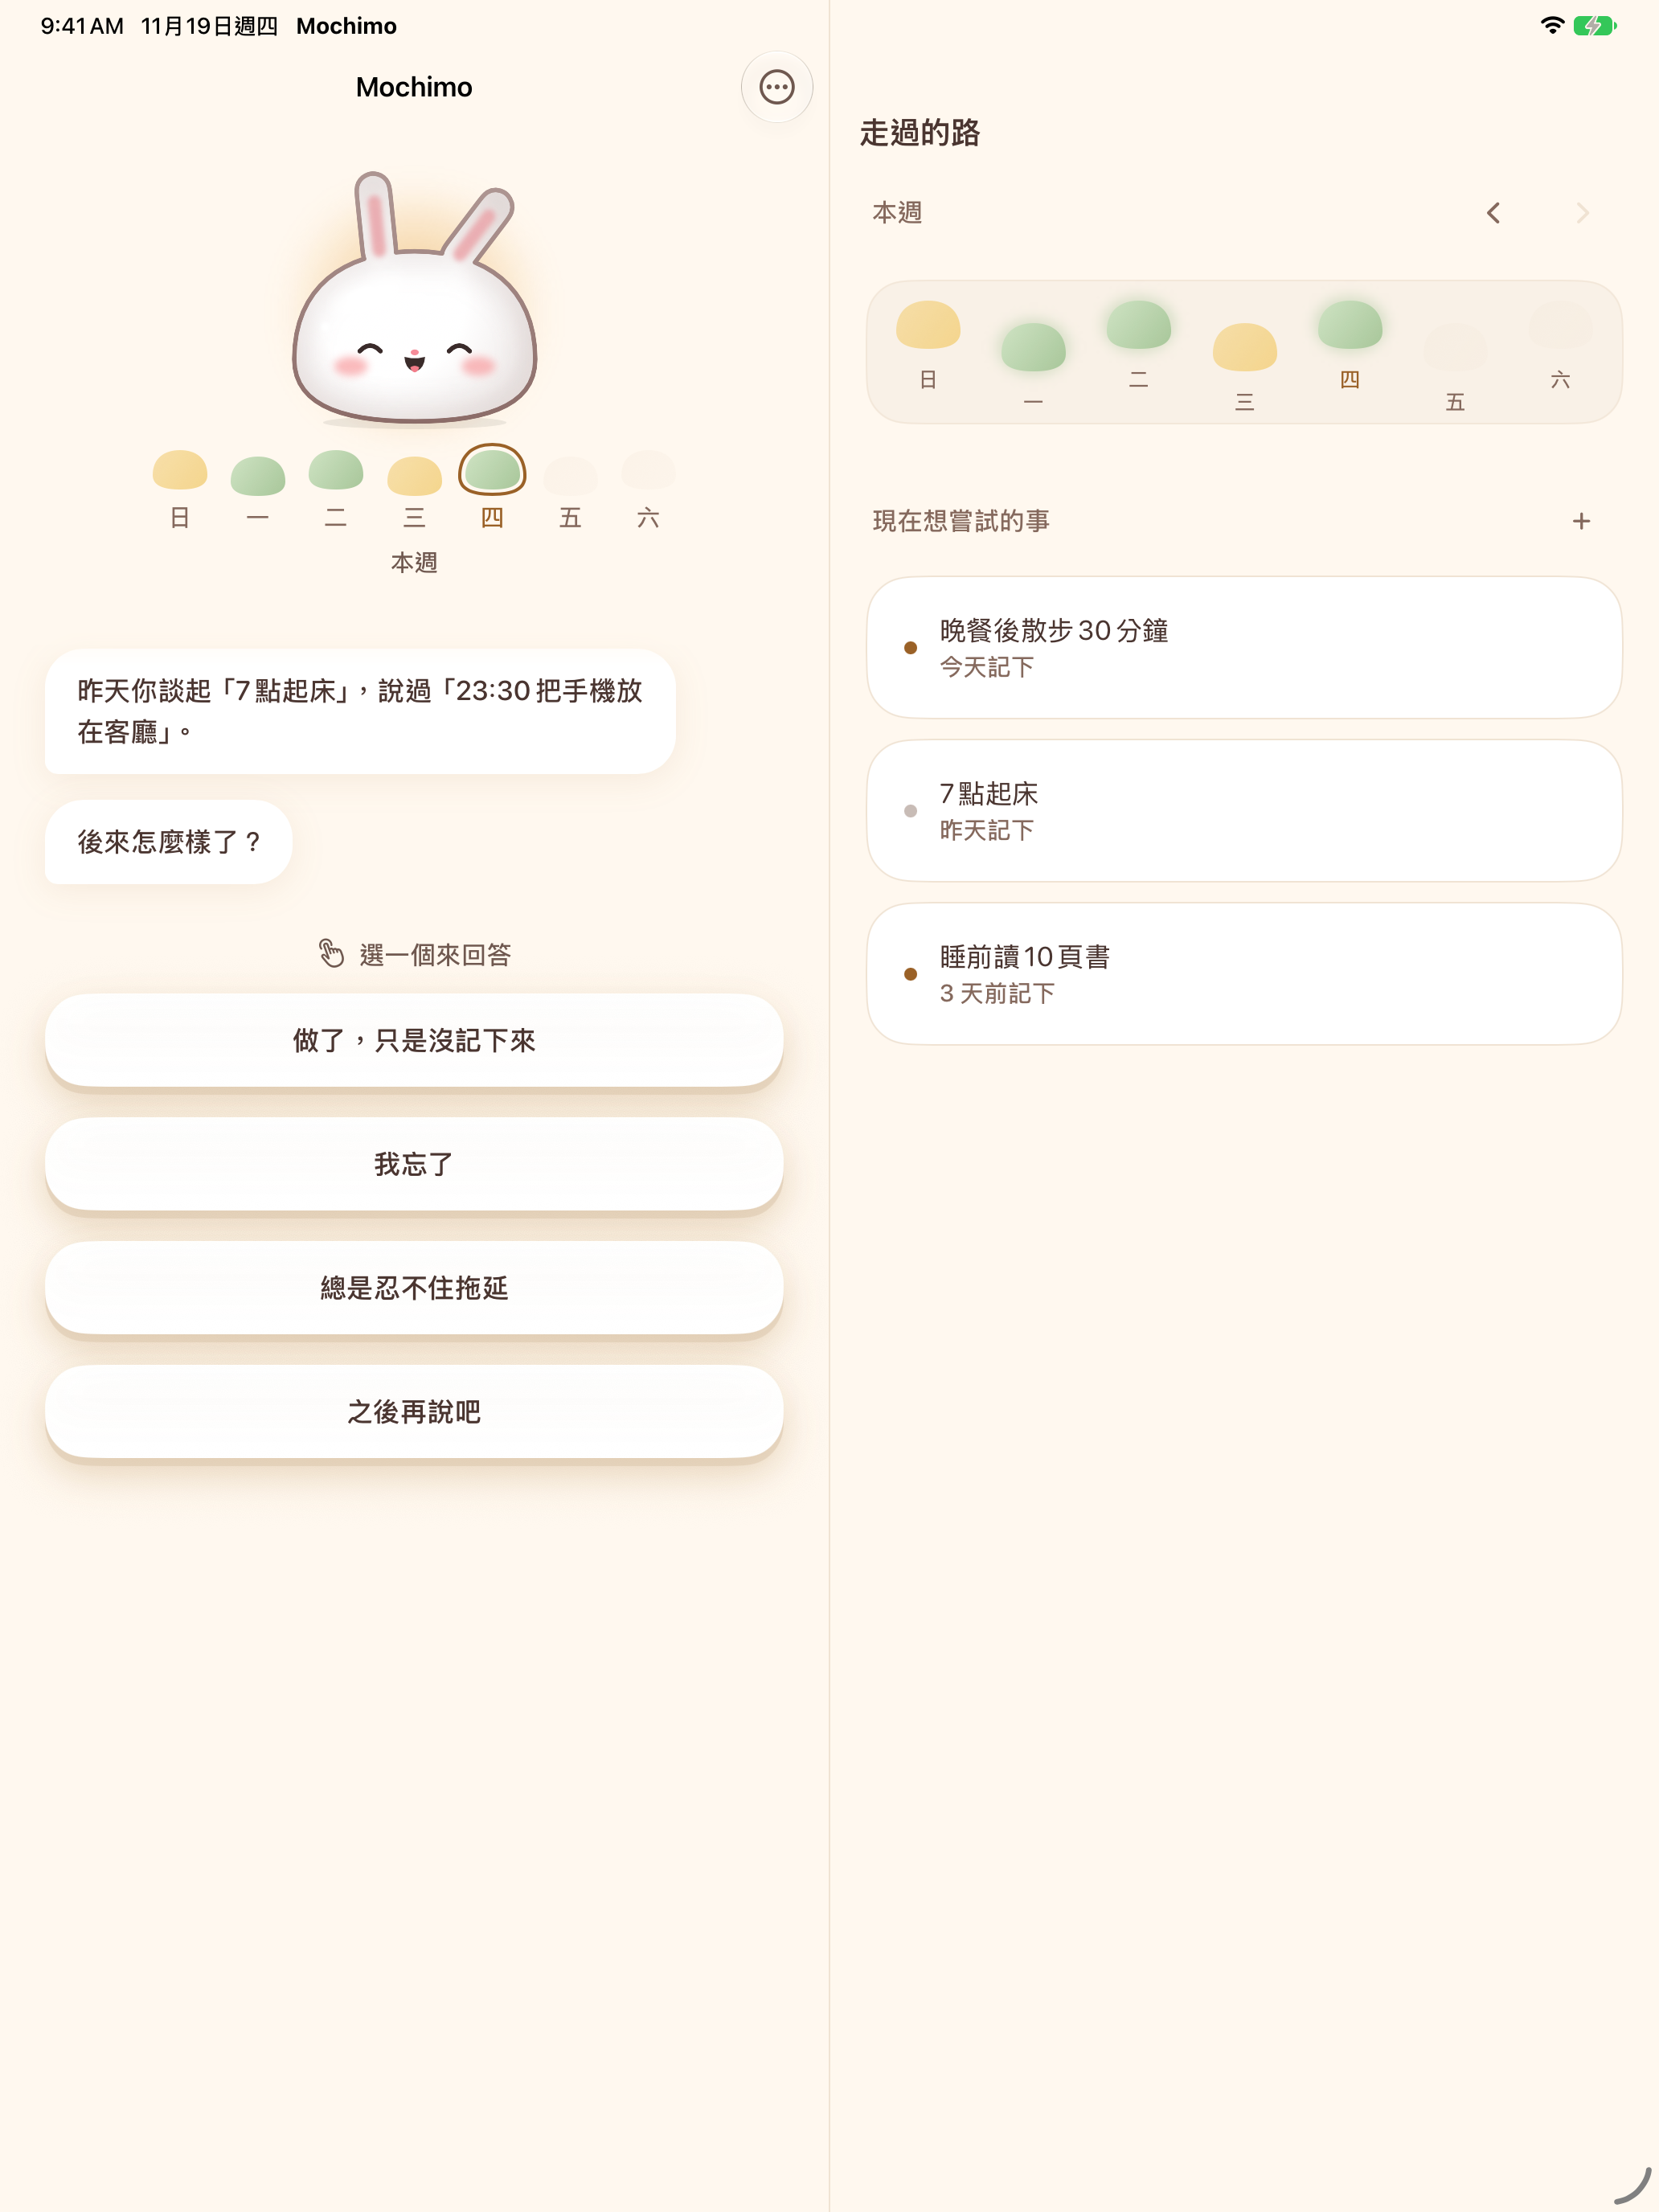 9:41 AM 11月19日週四 Mochimo
Mochimo
日 一 二 三 四 五 六
本週
昨天你談起「7點起床」，說過「23:30 把手機放
在客廳」。
後來怎麼樣了？
選一個來回答
做了，只是沒記下來
我忘了
總是忍不住拖延
之後再說吧
走過的路
本週
日 一 二 三 四 五 六
現在想嘗試的事
晚餐後散步 30 分鐘
今天記下
7 點起床
昨天記下
睡前讀 10 頁書
3 天前記下